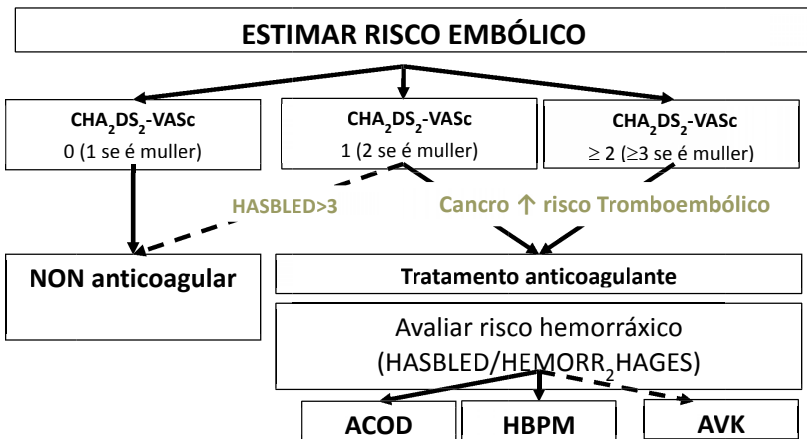 ESTIMAR RISCO EMBÓLICO
CHA₂DS₂-VASc
0 (1 se é muller)
CHA₂DS₂-VASc
1 (2 se é muller)
CHA₂DS₂-VASc
≥ 2 (≥3 se é muller)
HASBLED>3
Cancro ↑ risco Tromboembólico
NON anticoagular
Tratamento anticoagulante
Avaliar risco hemorráxico
(HASBLED/HEMORR₂HAGES)
ACOD
HBPM
AVK